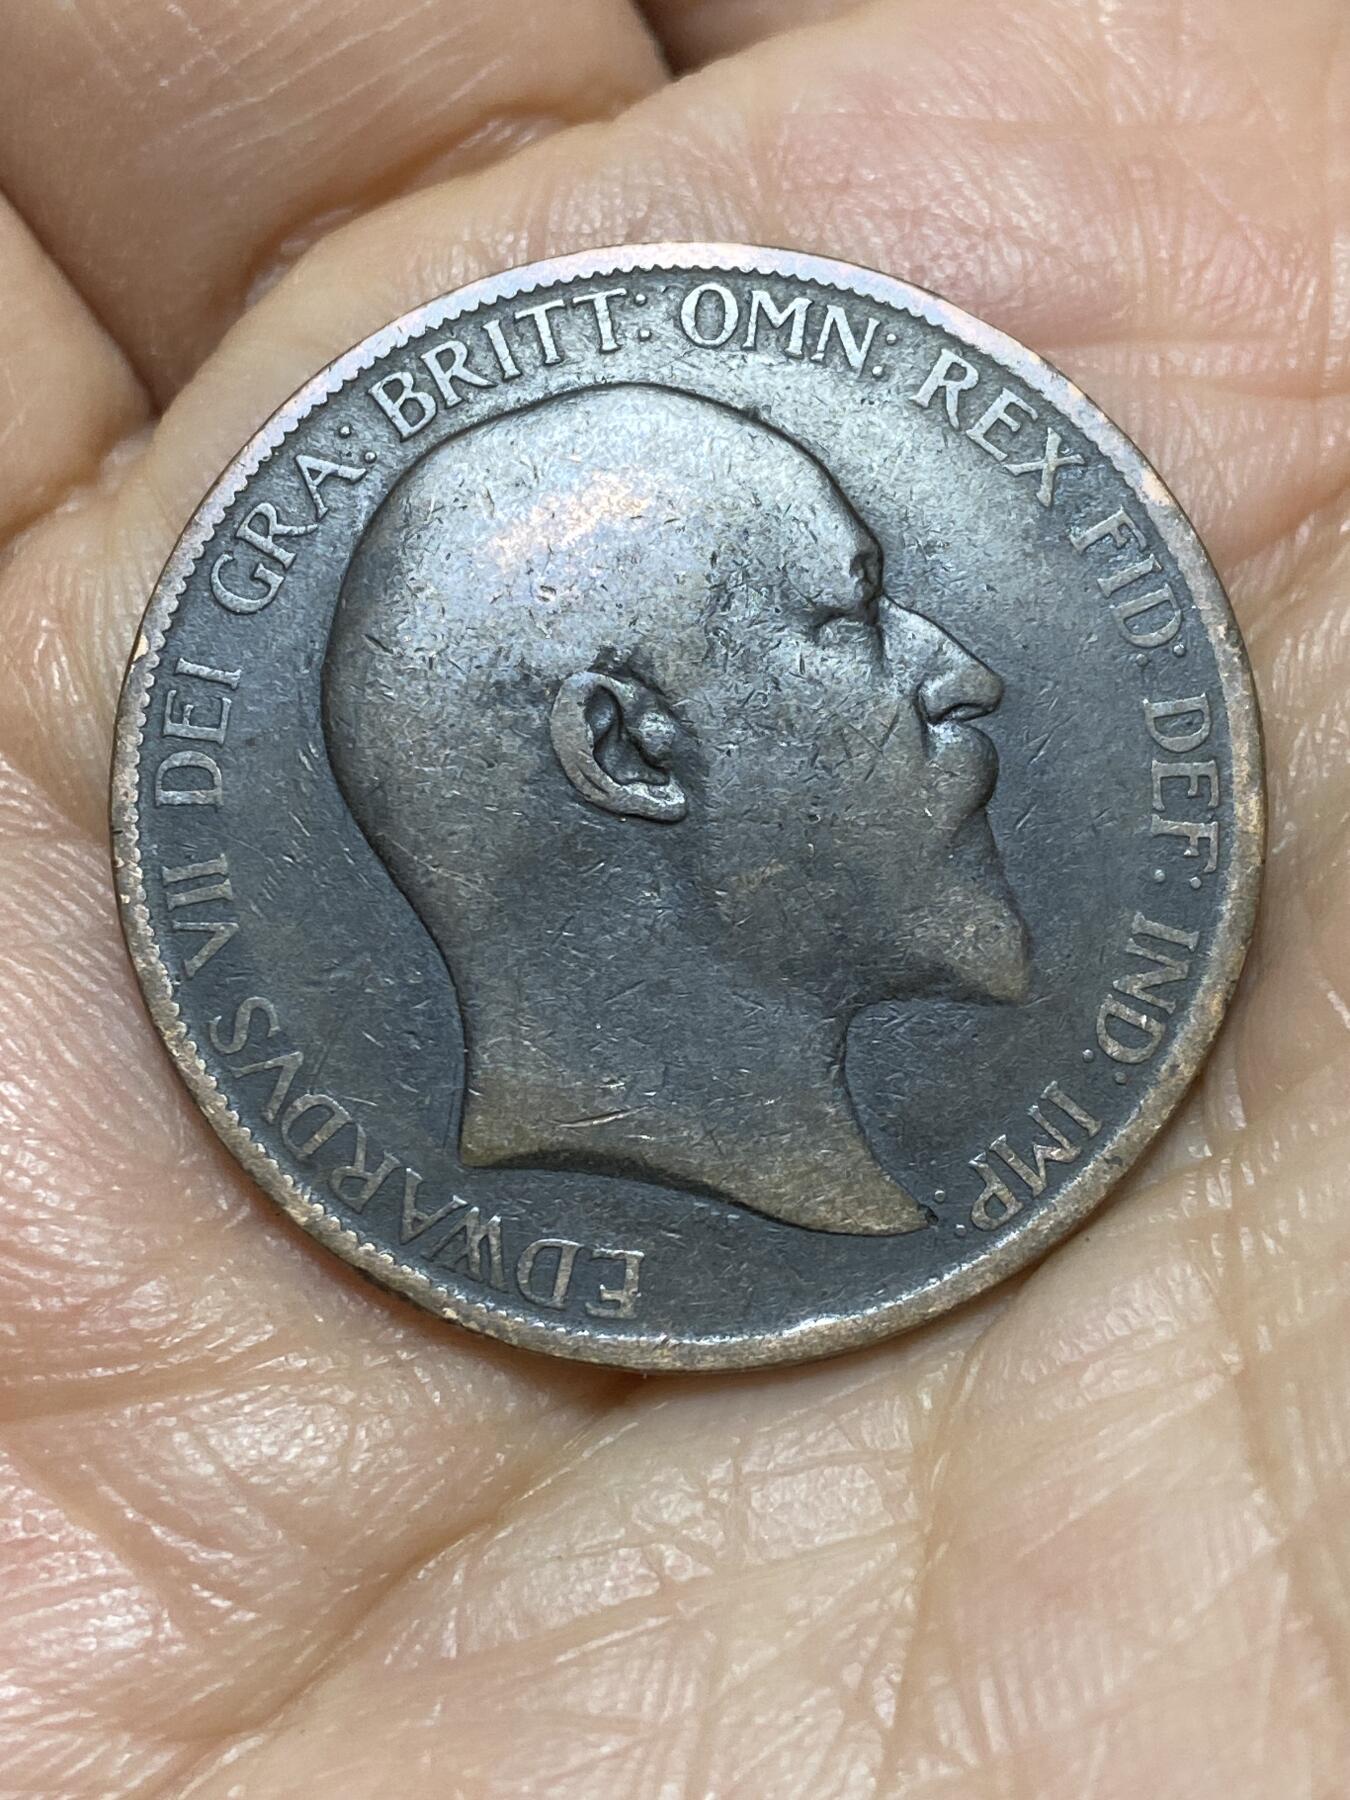 EDWARDVS VII DEI GRA: BRITT: OMN: REX FID: DEF: IND: IMP: